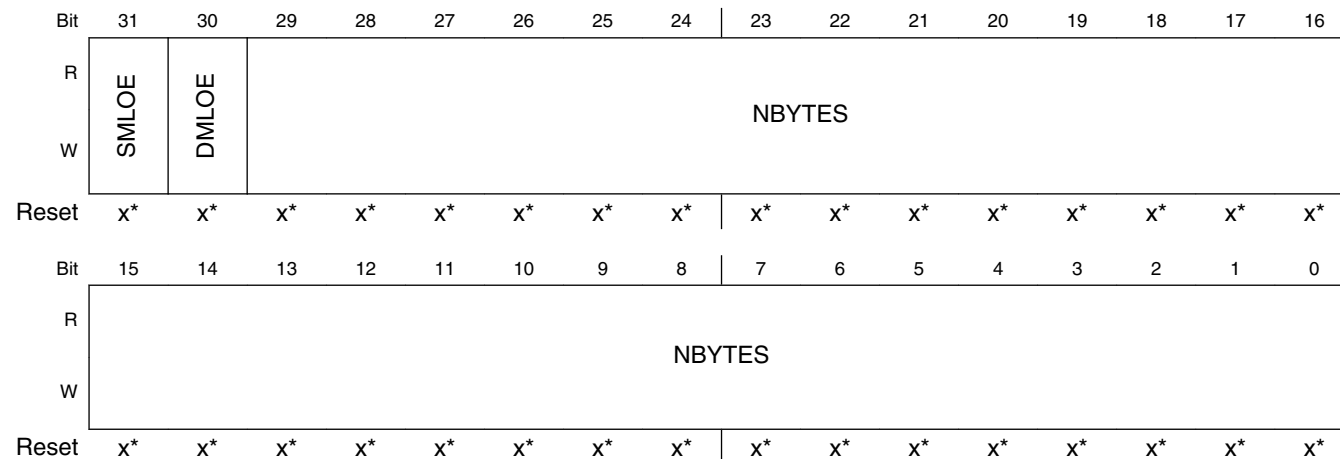 Bit 31 30 29 28 27 26 25 24 23 22 21 20 19 18 17 16
R
SMLOE DMLOE NBYTES
W
Reset x* x* x* x* x* x* x* x* x* x* x* x* x* x* x* x*
Bit 15 14 13 12 11 10 9 8 7 6 5 4 3 2 1 0
R
NBYTES
W
Reset x* x* x* x* x* x* x* x* x* x* x* x* x* x* x* x*